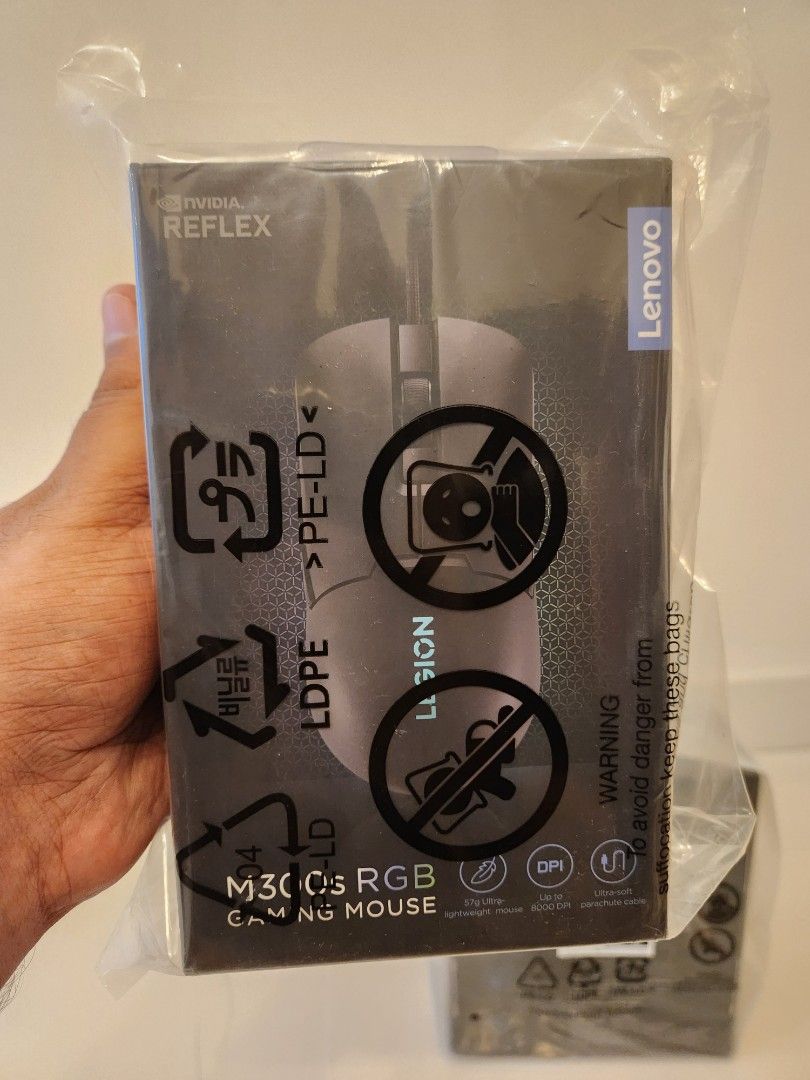 NVIDIA.
REFLEX
Lenovo
プラ
>PE-LD<
비닐류
LDPE
LEGION
04
PE-LD
WARNING
To avoid danger from
suffocation keep these bags
M300s RGB
GAMING MOUSE
57g Ultra-
lightweight mouse
DPI
Up to
8000 DPI
Ultra-soft
parachute cable